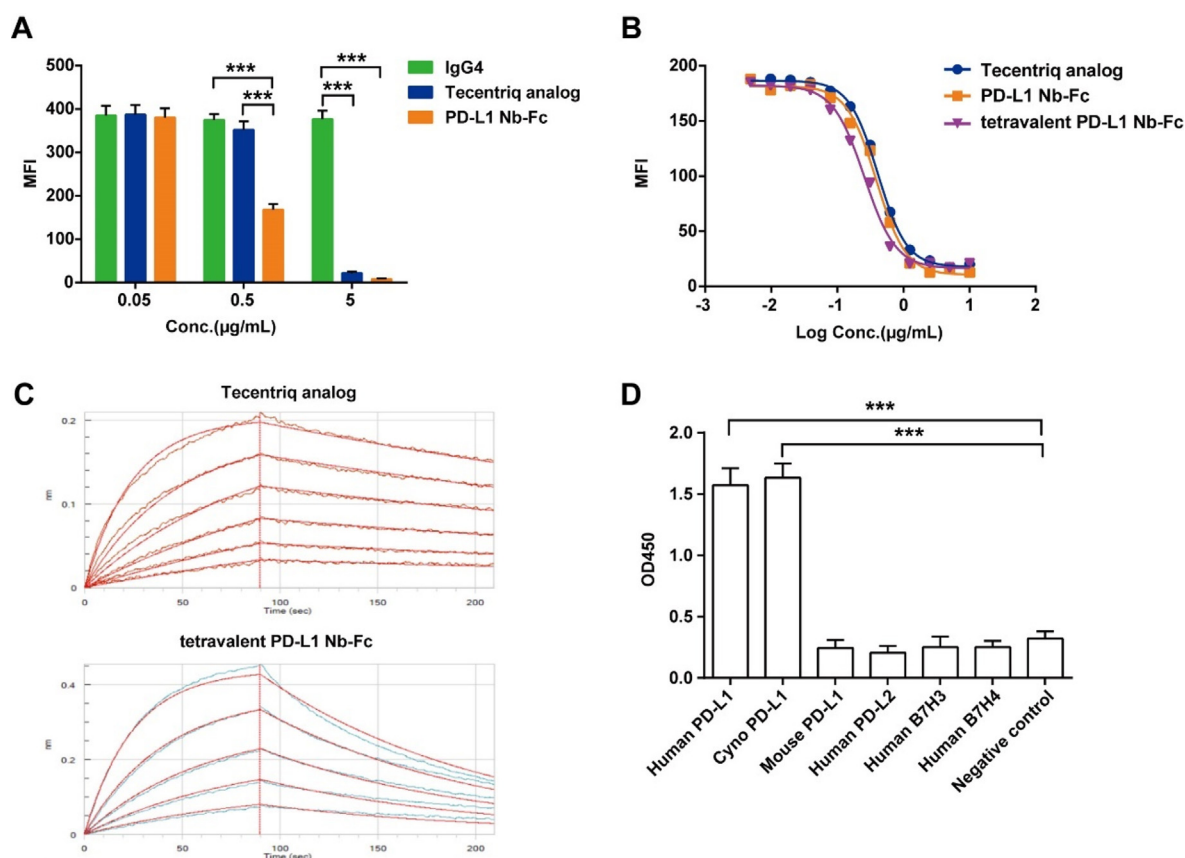 A
500
400
300
200
100
0
MFI
***
***
***
***
IgG4
Tecentriq analog
PD-L1 Nb-Fc
0.05
0.5
5
Conc.(µg/mL)
B
200
150
100
50
0
MFI
Tecentriq analog
PD-L1 Nb-Fc
tetravalent PD-L1 Nb-Fc
-3
-2
-1
0
1
2
Log Conc.(µg/mL)
C
Tecentriq analog
0.2
0.1
0
nm
0
50
100
150
200
Time (sec)
tetravalent PD-L1 Nb-Fc
0.4
0.2
0
nm
0
50
100
150
200
Time (sec)
D
***
***
2.0
1.5
1.0
0.5
0.0
OD450
Human PD-L1
Cyno PD-L1
Mouse PD-L1
Human PD-L2
Human B7H3
Human B7H4
Negative control